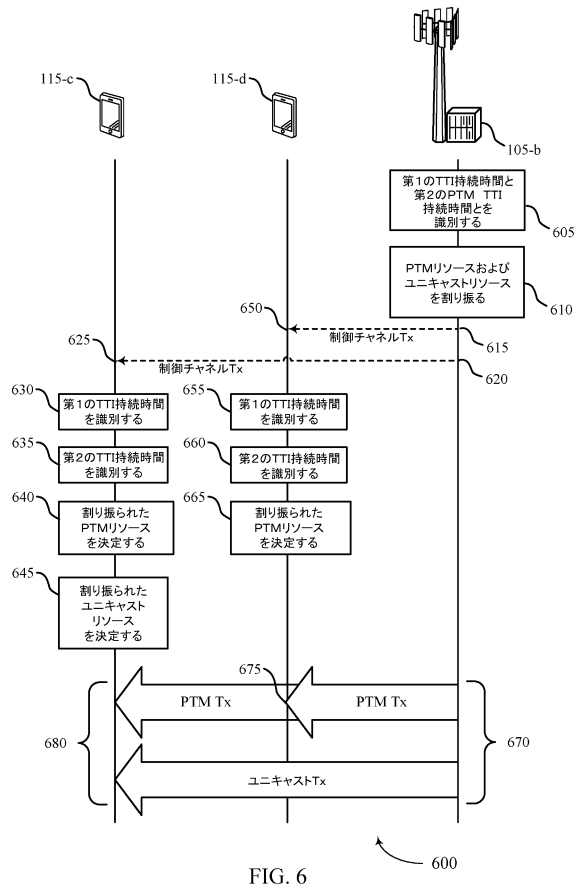 115-c
115-d
105-b
第1のTTI持続時間と
第2のPTM TTI
持続時間とを
識別する
605
PTMリソースおよび
ユニキャストリソース
を割り振る
610
650
制御チャネルTx
615
625
制御チャネルTx
620
630
第1のTTI持続時間
を識別する
655
第1のTTI持続時間
を識別する
635
第2のTTI持続時間
を識別する
660
第2のTTI持続時間
を識別する
640
割り振られた
PTMリソース
を決定する
665
割り振られた
PTMリソース
を決定する
645
割り振られた
ユニキャスト
リソース
を決定する
675
PTM Tx
PTM Tx
680
670
ユニキャストTx
600
FIG. 6